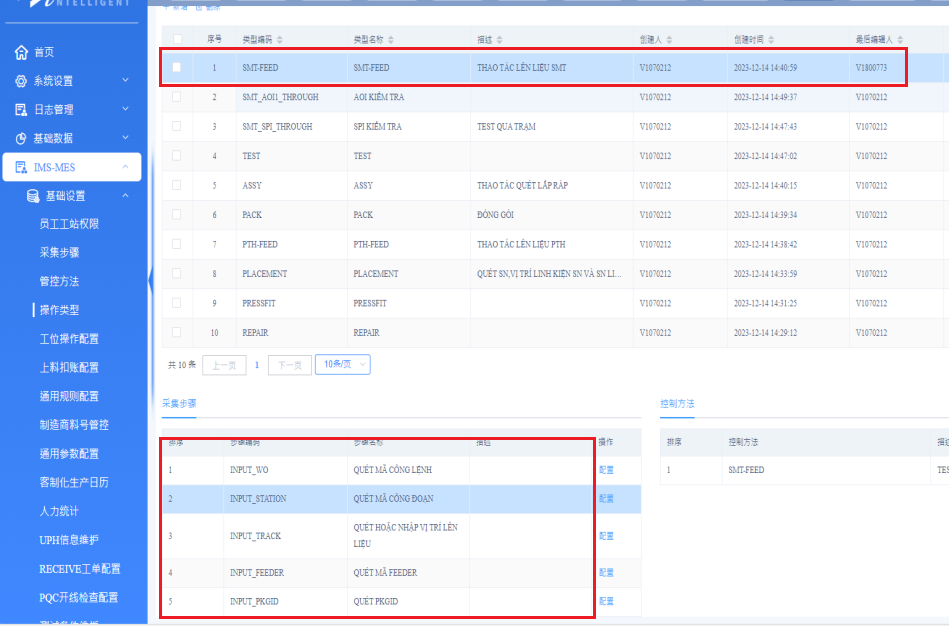 NTELLIGENT
新增 删除
首页
系统设置
日志管理
基础数据
IMS-MES
基础设置
员工工站权限
采集步骤
管控方法
操作类型
工位操作配置
上料扣账配置
通用规则配置
制造商料号管控
通用参数配置
客制化生产日历
人力统计
UPH信息维护
RECEIVE工单配置
PQC开线检查配置
序号 类型编码 类型名称 描述 创建人 创建时间 最后编辑人
1 SMT-FEED SMT-FEED THAO TÁC LÊN LIỆU SMT V1070212 2023-12-14 14:40:59 V1800773
2 SMT_AOI1_THROUGH AOI KIỂM TRA V1070212 2023-12-14 14:49:37 V1070212
3 SMT_SPI_THROUGH SPI KIỂM TRA TEST QUA TRẠM V1070212 2023-12-14 14:47:43 V1070212
4 TEST TEST V1070212 2023-12-14 14:47:02 V1070212
5 ASSY ASSY THAO TÁC QUÉT LẮP RÁP V1070212 2023-12-14 14:40:15 V1070212
6 PACK PACK ĐÓNG GÓI V1070212 2023-12-14 14:39:34 V1070212
7 PTH-FEED PTH-FEED THAO TÁC LÊN LIỆU PTH V1070212 2023-12-14 14:38:42 V1070212
8 PLACEMENT PLACEMENT QUÉT SN,VỊ TRÍ LINH KIỆN SN VÀ SN LI... V1070212 2023-12-14 14:33:59 V1070212
9 PRESSFIT PRESSFIT V1070212 2023-12-14 14:31:25 V1070212
10 REPAIR REPAIR V1070212 2023-12-14 14:29:12 V1070212
共 10 条 上一页 1 下一页 10条/页
采集步骤
排序 步骤编码 步骤名称 描述 操作
1 INPUT_WO QUÉT MÃ CÔNG LỆNH 配置
2 INPUT_STATION QUÉT MÃ CÔNG ĐOẠN 配置
3 INPUT_TRACK QUÉT HOẶC NHẬP VỊ TRÍ LÊN LIỆU 配置
4 INPUT_FEEDER QUÉT MÃ FEEDER 配置
5 INPUT_PKGID QUÉT PKGID 配置
控制方法
排序 控制方法 描述
1 SMT-FEED TES